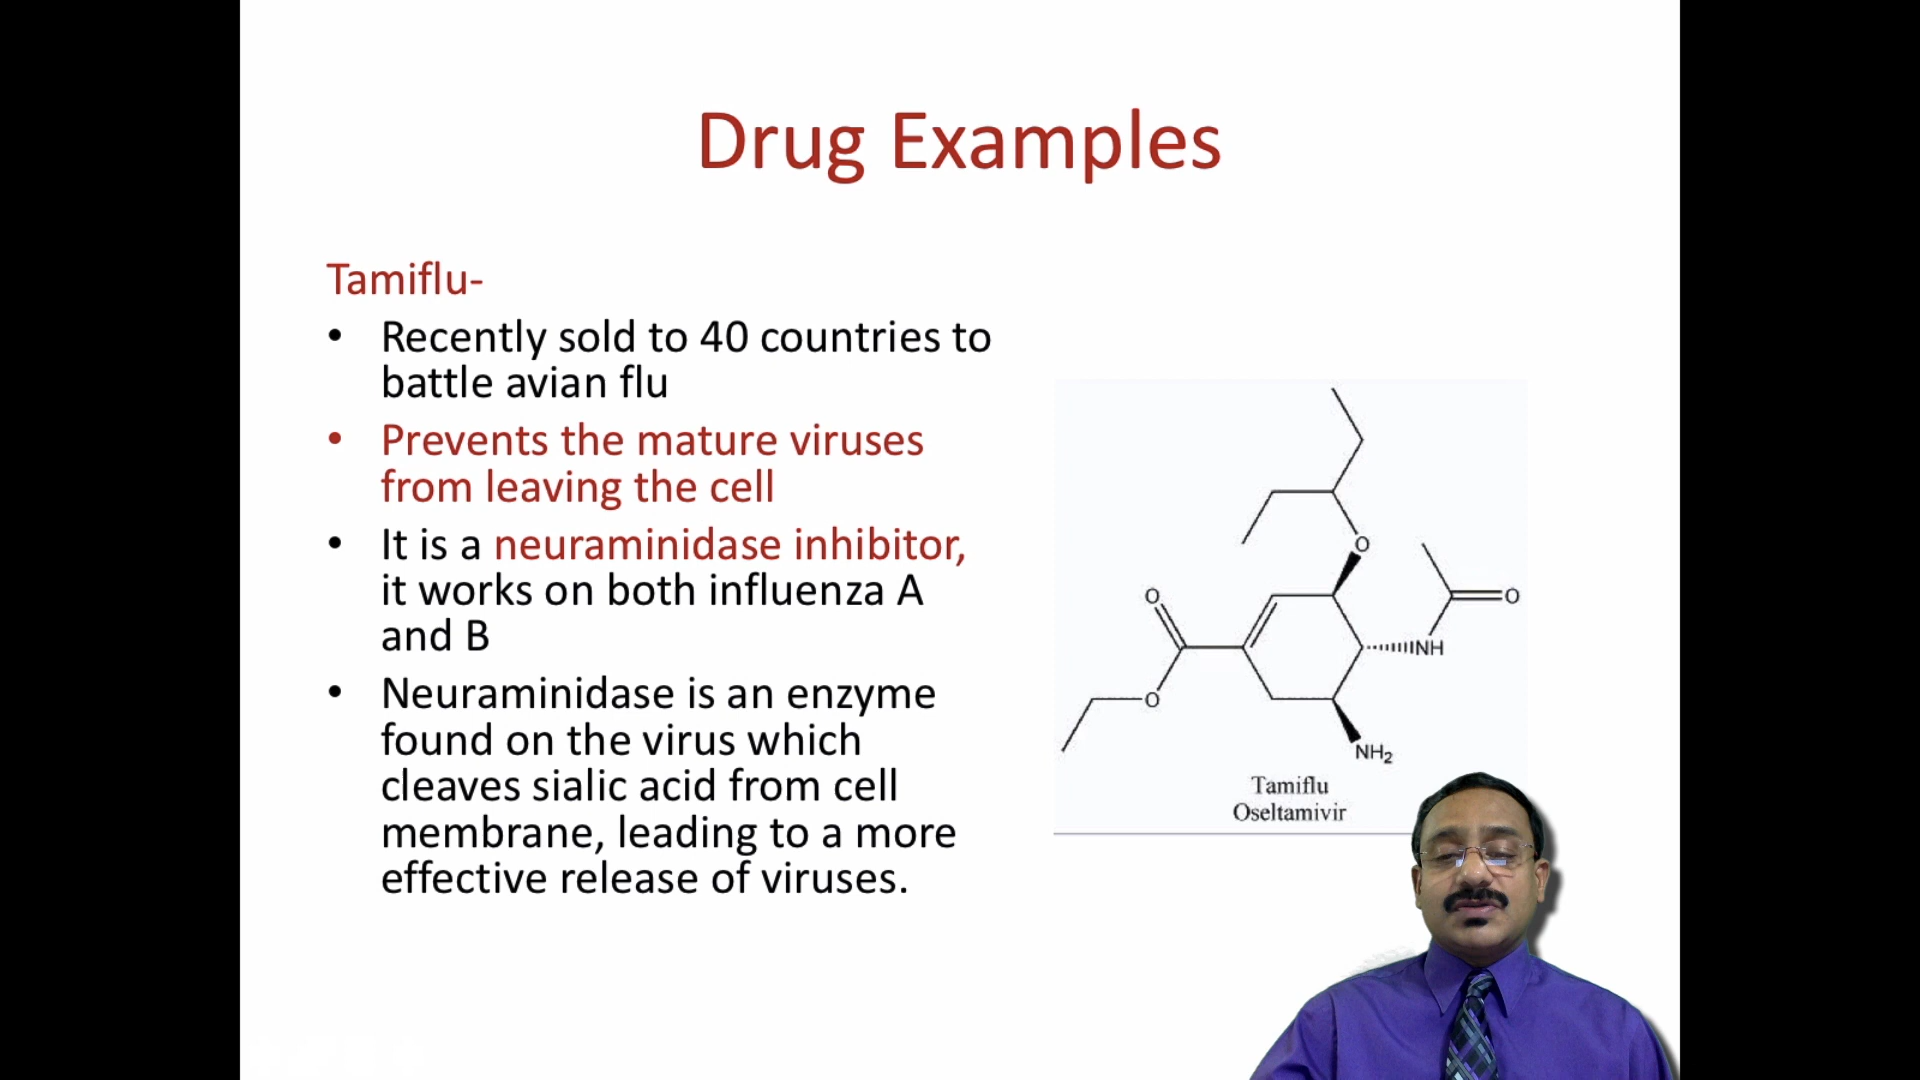 Drug Examples
Tamiflu-
• Recently sold to 40 countries to
battle avian flu
• Prevents the mature viruses
from leaving the cell
• It is a neuraminidase inhibitor,
it works on both influenza A
and B
• Neuraminidase is an enzyme
found on the virus which
cleaves sialic acid from cell
membrane, leading to a more
effective release of viruses.
O
O
O
NH
O
NH₂
Tamiflu
Oseltamivir